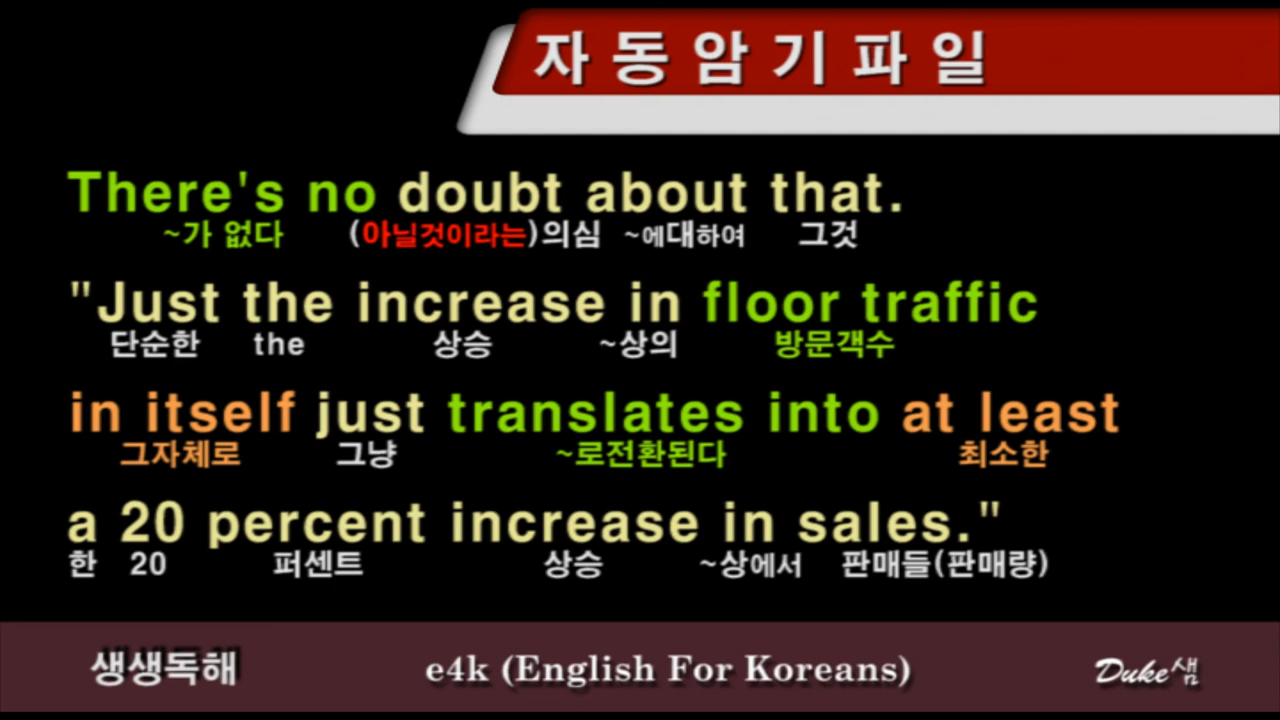 자동암기파일
There's no doubt about that.
~가 없다 (아닐것이라는)의심 ~에대하여 그것
"Just the increase in floor traffic
단순한 the 상승 ~상의 방문객수
in itself just translates into at least
그자체로 그냥 ~로전환된다 최소한
a 20 percent increase in sales."
한 20 퍼센트 상승 ~상에서 판매들(판매량)
생생독해 e4k (English For Koreans) Duke샘